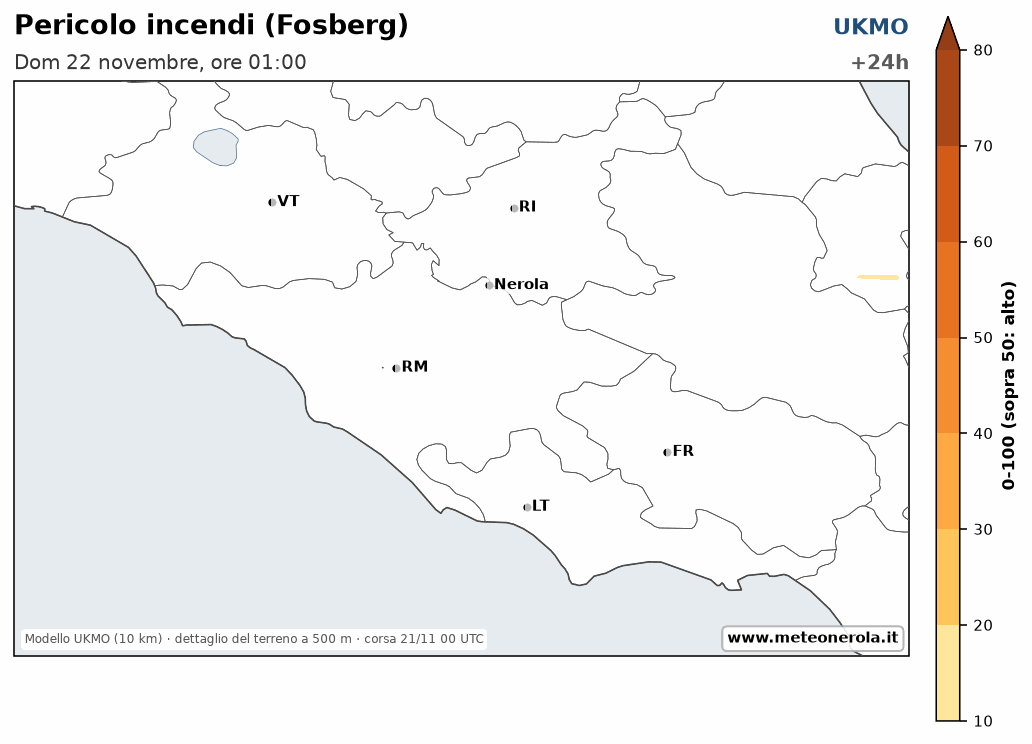 Pericolo incendi (Fosberg)
UKMO
Dom 22 novembre, ore 01:00
+24h
VT
RI
Nerola
RM
FR
LT
Modello UKMO (10 km) · dettaglio del terreno a 500 m · corsa 21/11 00 UTC
www.meteonerola.it
80
70
60
50
40
30
20
10
0-100 (sopra 50: alto)